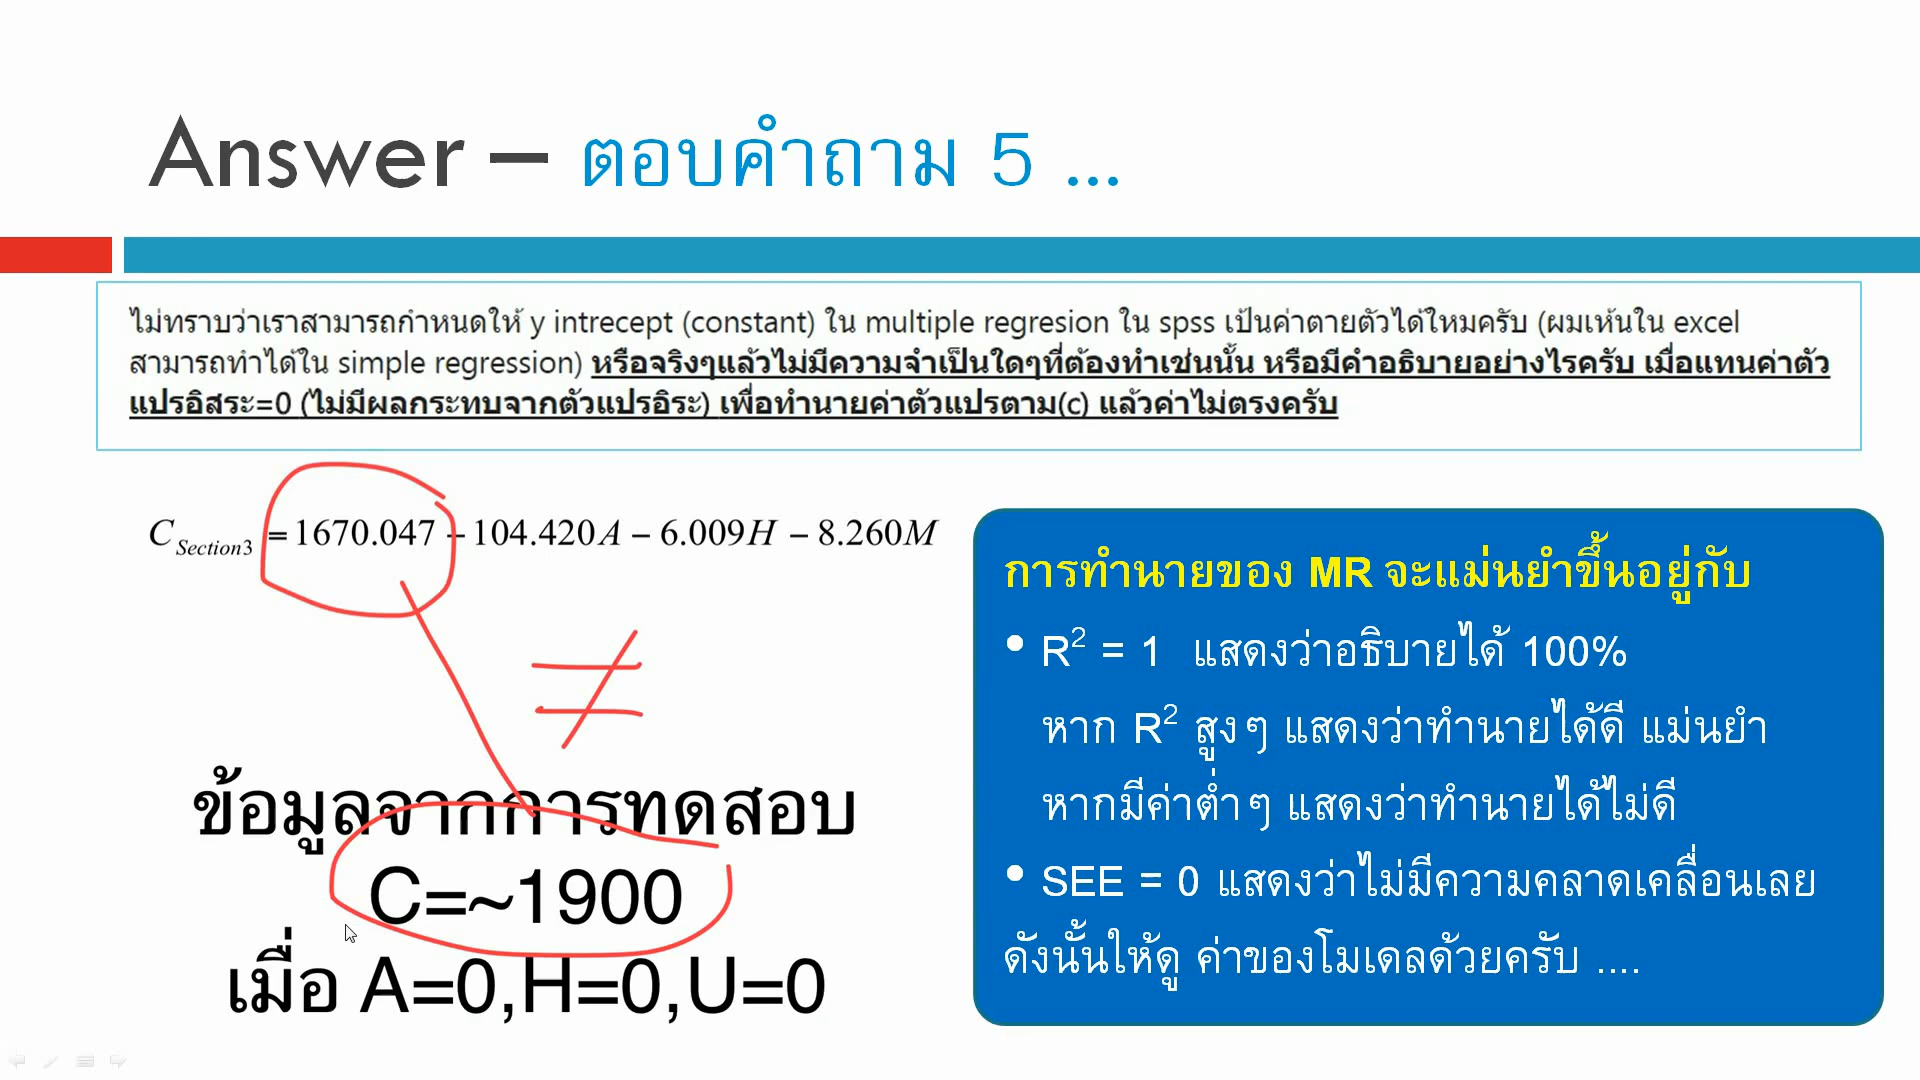 Answer – ตอบคำถาม 5 ...
ไม่ทราบว่าเราสามารถกำหนดให้ y intrecept (constant) ใน multiple regresion ใน spss เป้นค่าตายตัวได้ใหมครับ (ผมเห้นใน excel
สามารถทำได้ใน simple regression) หรือจริงๆแล้วไม่มีความจำเป็นใดๆที่ต้องทำเช่นนั้น หรือมีคำอธิบายอย่างไรครับ เมื่อแทนค่าตัว
แปรอิสระ=0 (ไม่มีผลกระทบจากตัวแปรอิระ) เพื่อทำนายค่าตัวแปรตาม(c) แล้วค่าไม่ตรงครับ
C Section3 = 1670.047 – 104.420A – 6.009H – 8.260M
≠
ข้อมูลจากการทดสอบ
C=~1900
เมื่อ A=0,H=0,U=0
การทำนายของ MR จะแม่นยำขึ้นอยู่กับ
• R² = 1 แสดงว่าอธิบายได้ 100%
หาก R² สูงๆ แสดงว่าทำนายได้ดี แม่นยำ
หากมีค่าต่ำๆ แสดงว่าทำนายได้ไม่ดี
• SEE = 0 แสดงว่าไม่มีความคลาดเคลื่อนเลย
ดังนั้นให้ดู ค่าของโมเดลด้วยครับ ....